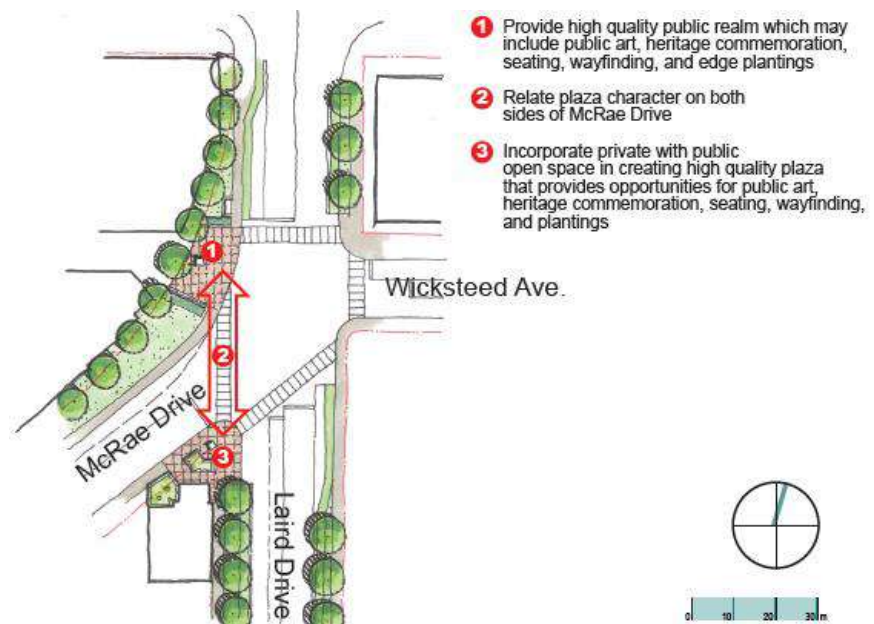 1 Provide high quality public realm which may
include public art, heritage commemoration,
seating, wayfinding, and edge plantings
2 Relate plaza character on both
sides of McRae Drive
3 Incorporate private with public
open space in creating high quality plaza
that provides opportunities for public art,
heritage commemoration, seating, wayfinding,
and plantings
1
Wicksteed Ave.
2
McRae Drive
3
Laird Drive
0 10 20 30 m